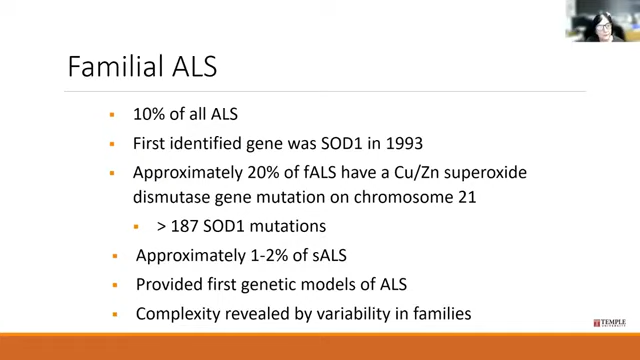 Familial ALS
10% of all ALS
First identified gene was SOD1 in 1993
Approximately 20% of fALS have a Cu/Zn superoxide
dismutase gene mutation on chromosome 21
> 187 SOD1 mutations
Approximately 1-2% of sALS
Provided first genetic models of ALS
Complexity revealed by variability in families
TEMPLE
UNIVERSITY